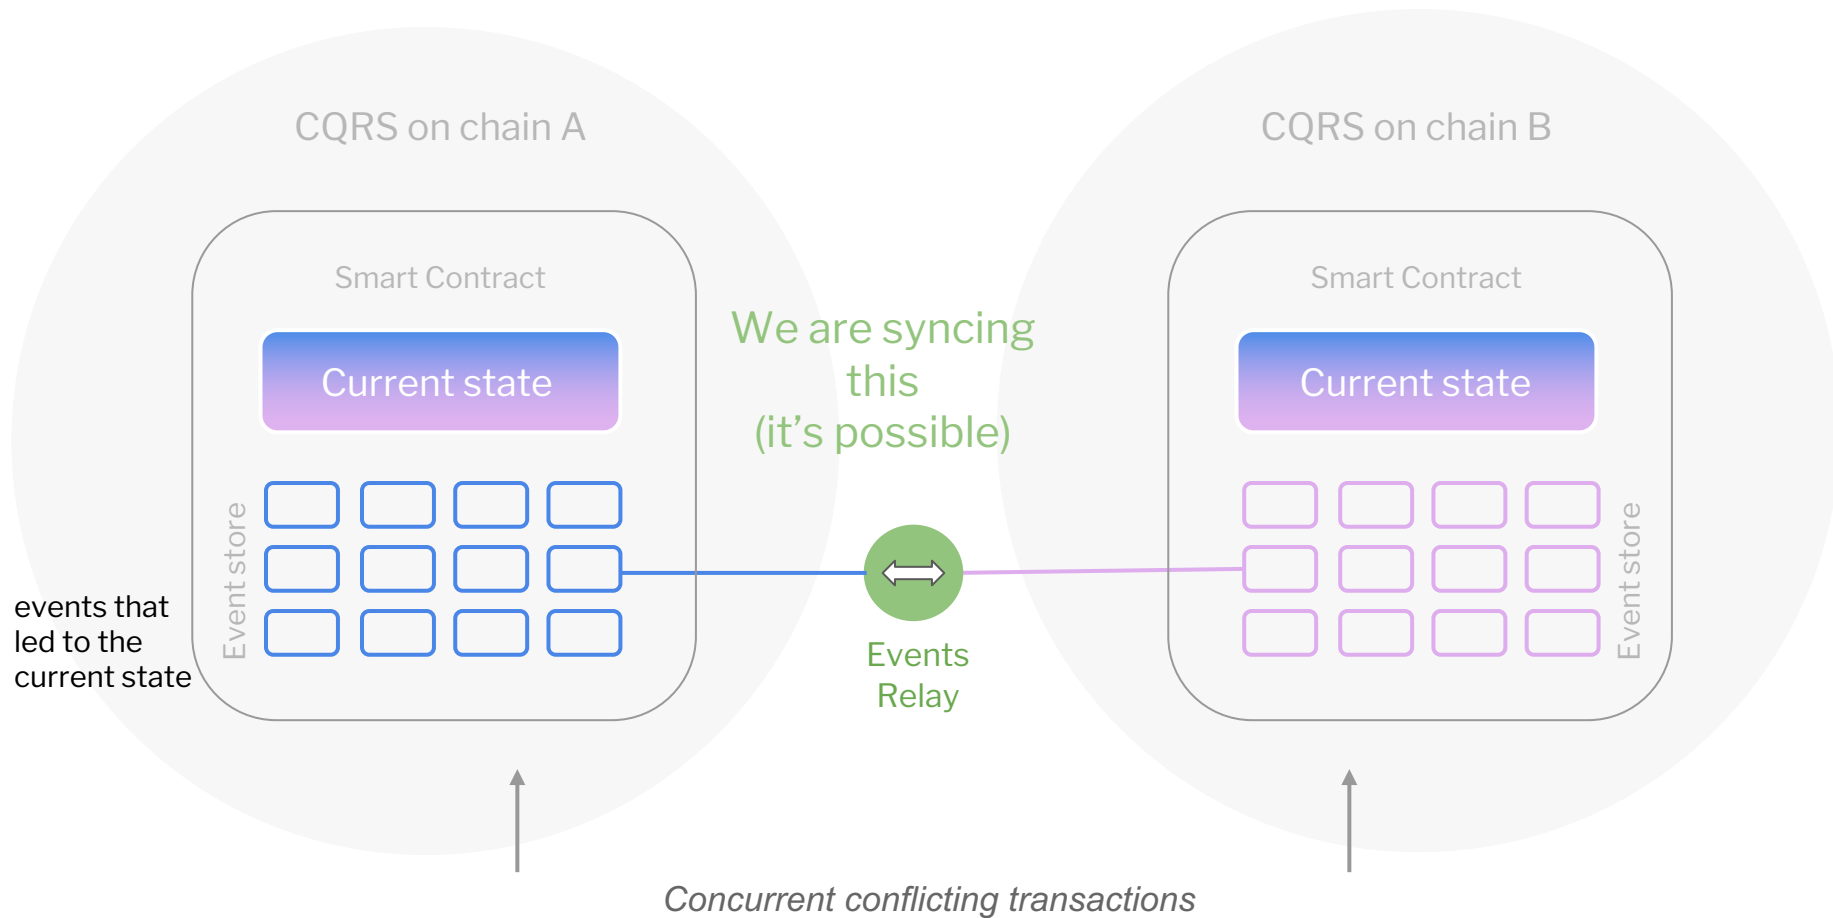 CQRS on chain A
CQRS on chain B
Smart Contract
Smart Contract
We are syncing
this
(it's possible)
Current state
Current state
Event store
Event store
events that
led to the
current state
Events
Relay
Concurrent conflicting transactions